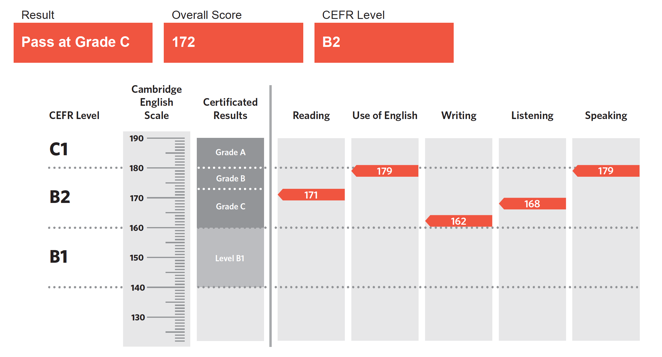 Result Overall Score CEFR Level
Pass at Grade C 172 B2
Cambridge
English
Scale
CEFR Level
Certificated
Results
Reading Use of English Writing Listening Speaking
C1
B2
B1
190
180
170
160
150
140
130
Grade A
Grade B
Grade C
Level B1
171
179
162
168
179